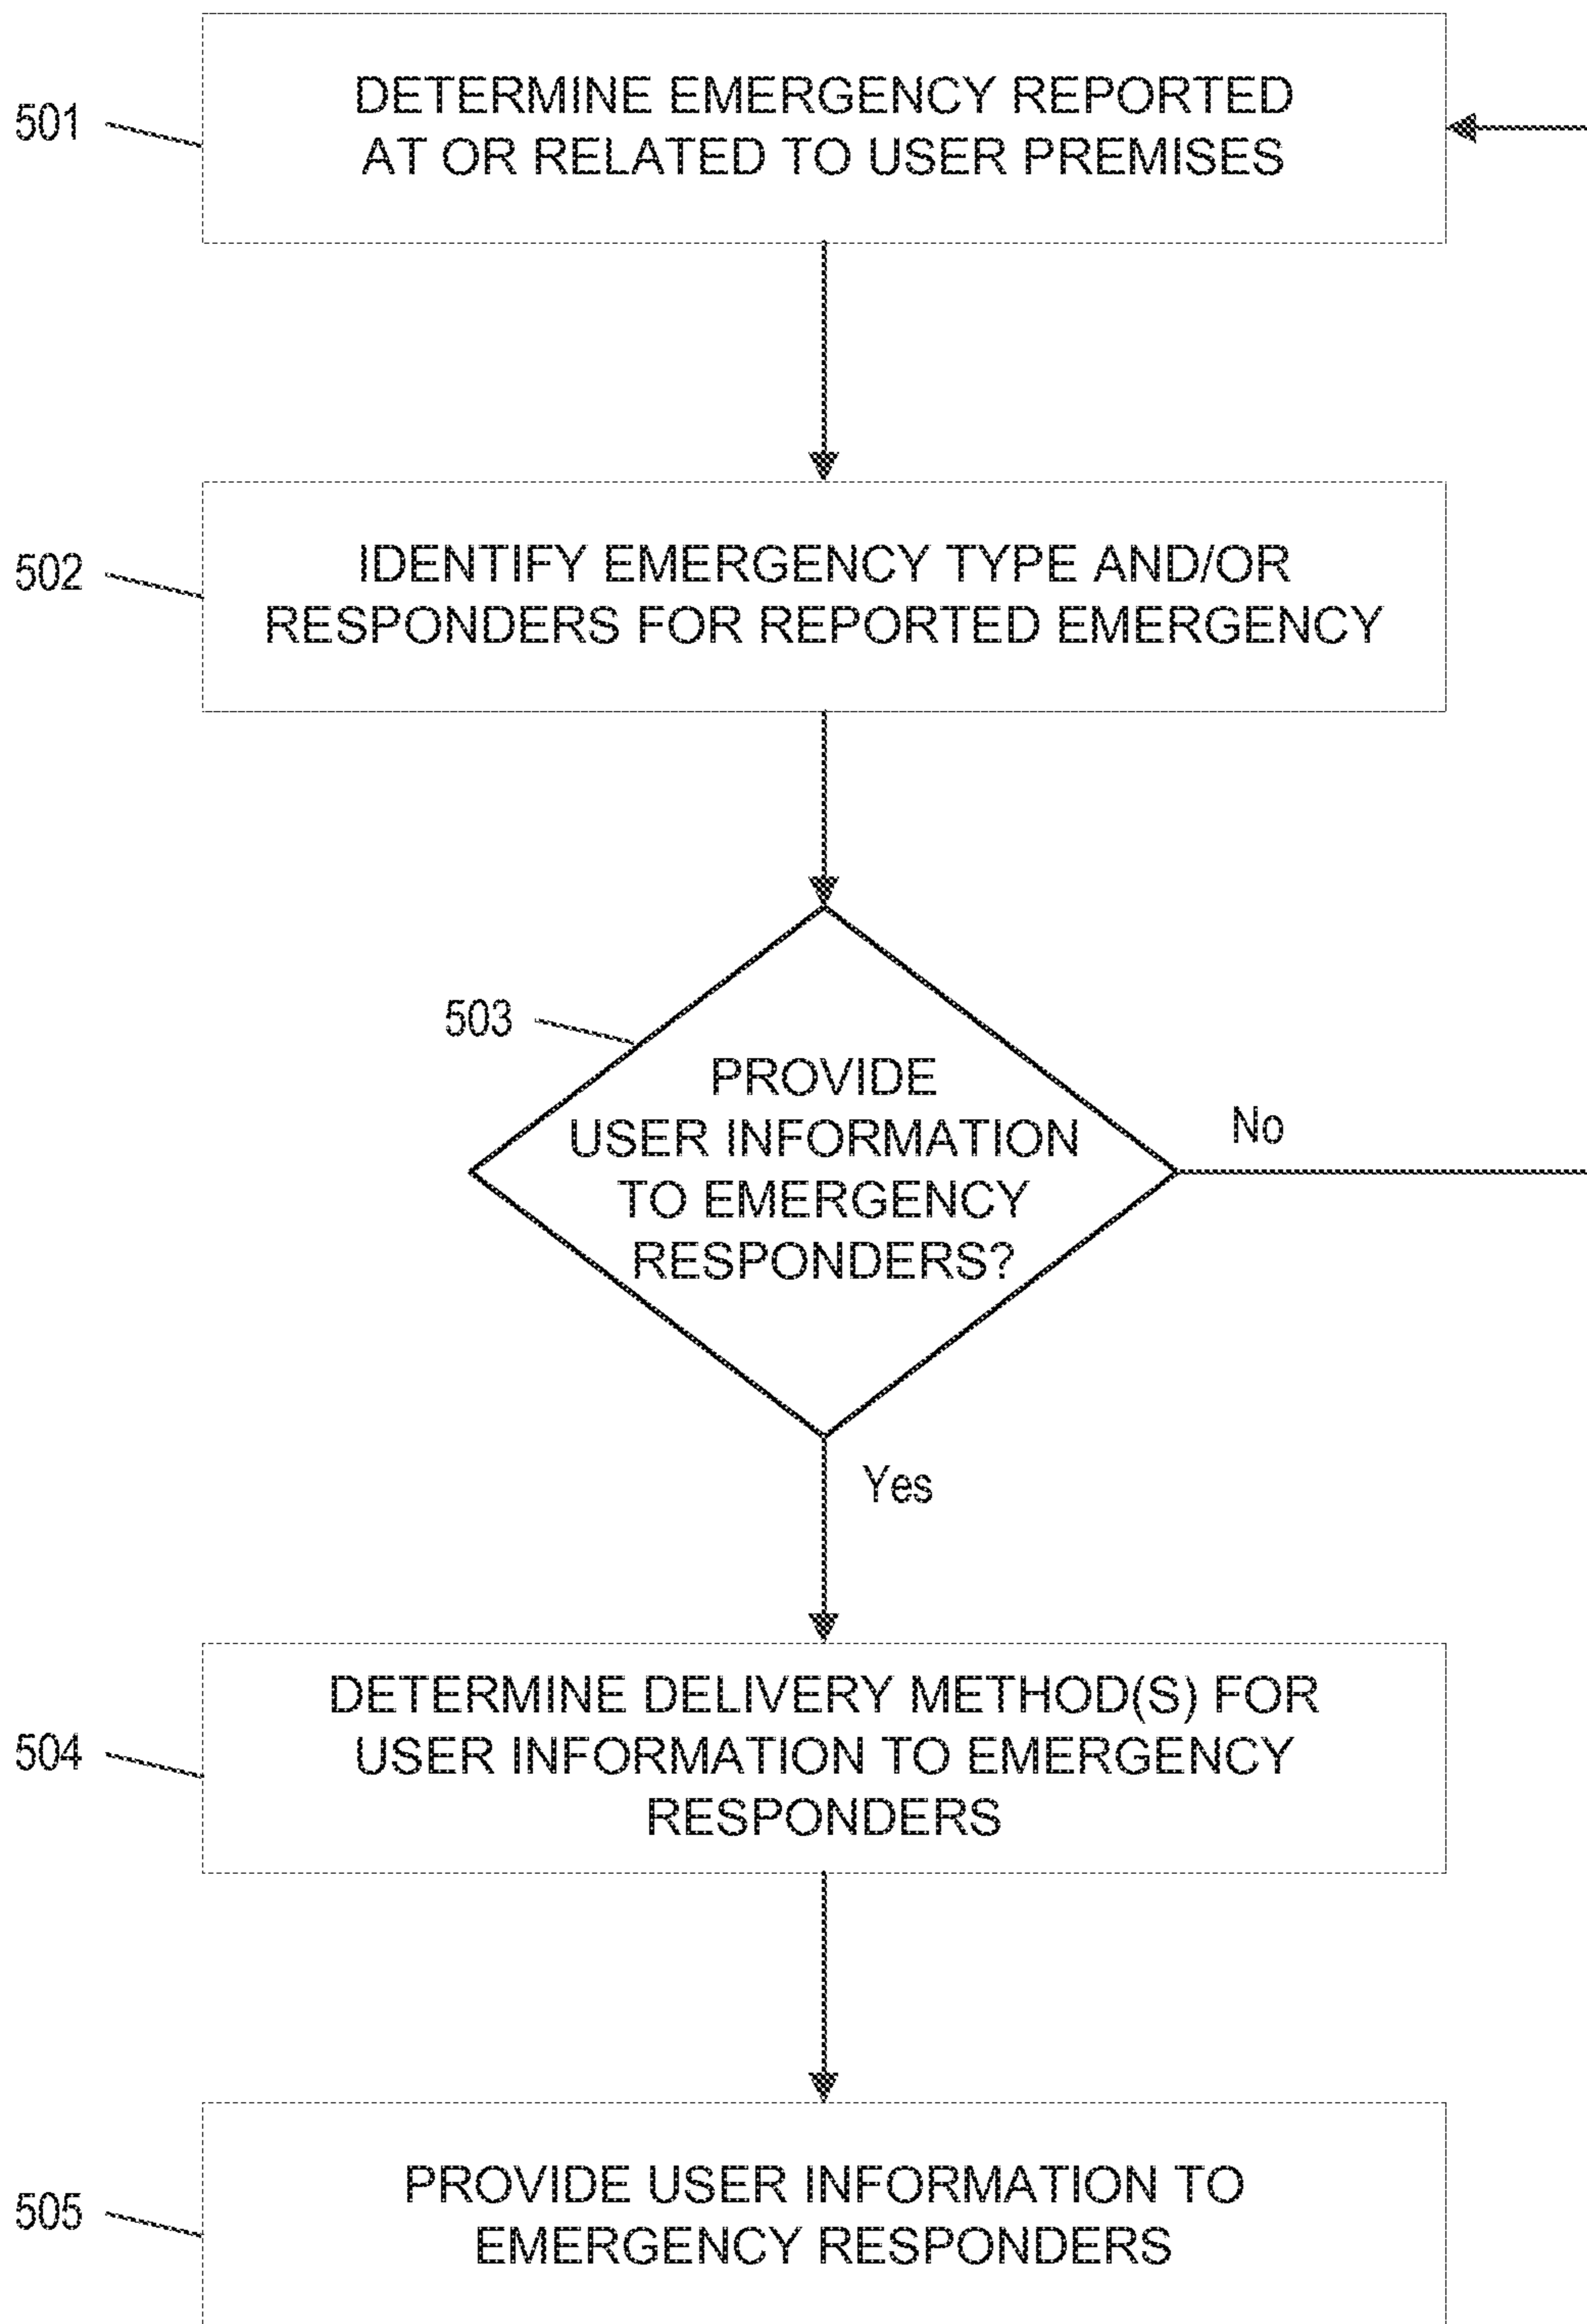 501
DETERMINE EMERGENCY REPORTED
AT OR RELATED TO USER PREMISES
502
IDENTIFY EMERGENCY TYPE AND/OR
RESPONDERS FOR REPORTED EMERGENCY
503
PROVIDE
USER INFORMATION
TO EMERGENCY
RESPONDERS?
No
Yes
504
DETERMINE DELIVERY METHOD(S) FOR
USER INFORMATION TO EMERGENCY
RESPONDERS
505
PROVIDE USER INFORMATION TO
EMERGENCY RESPONDERS